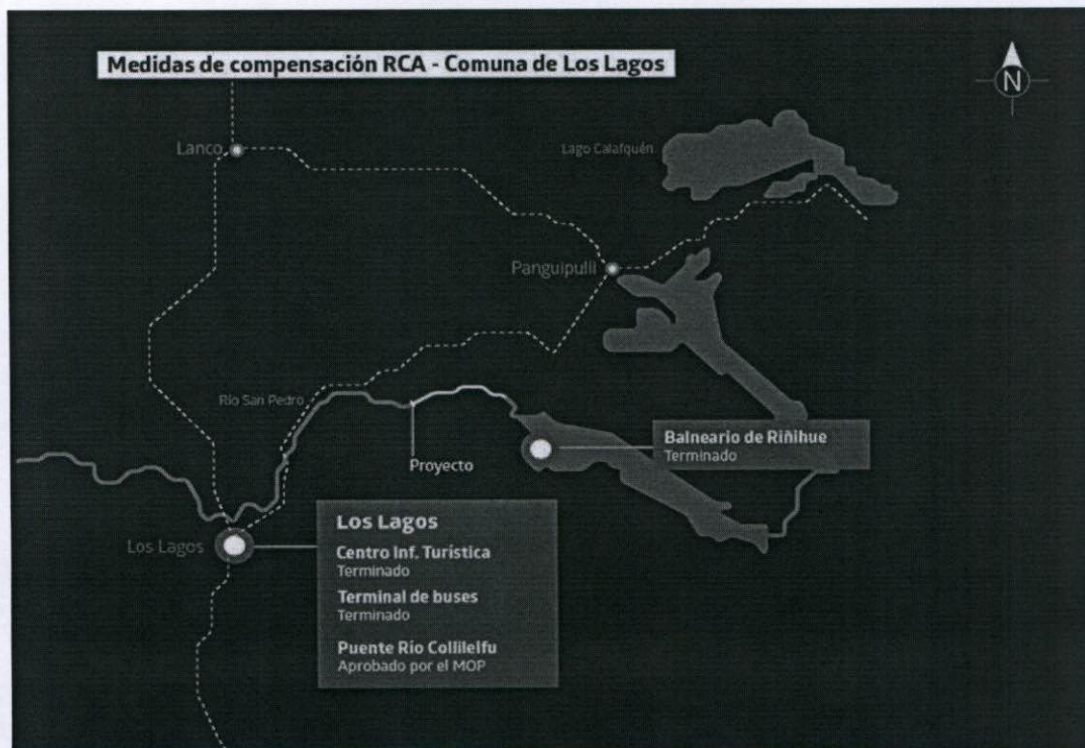 Medidas de compensación RCA - Comuna de Los Lagos
N
Lanco
Lago Calafquén
Panguipulli
Río San Pedro
Proyecto
Balneario de Riñihue
Terminado
Los Lagos
Los Lagos
Centro Inf. Turística
Terminado
Terminal de buses
Terminado
Puente Río Collilelfu
Aprobado por el MOP